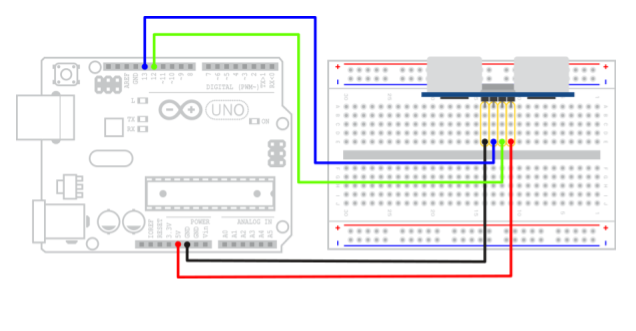 AREF
GND
13
12
~11
~10
~9
8
7
~6
~5
4
~3
2
TX→1
RX←0
DIGITAL (PWM~)
L
TX
RX
UNO
ON
IOREF
RESET
3.3V
5V
GND
GND
Vin
POWER
ANALOG IN
A0
A1
A2
A3
A4
A5